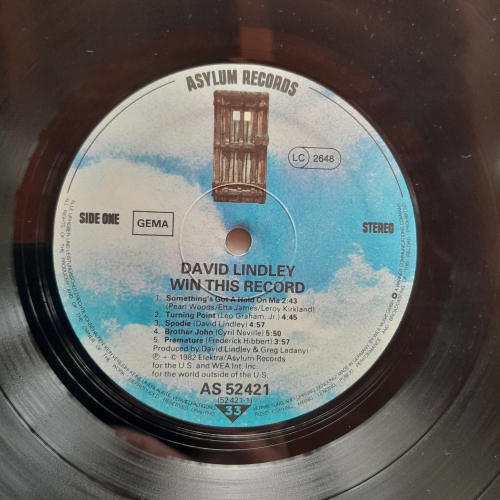 ASYLUM RECORDS
LC 2648
SIDE ONE
GEMA
STEREO
DAVID LINDLEY
WIN THIS RECORD
1. Something's Got A Hold On Me 2:43
(Pearl Woods/Etta James/Leroy Kirkland)
2. Turning Point (Leo Graham, Jr.) 4:45
3. Spodie (David Lindley) 4:57
4. Brother John (Cyril Neville) 5:50
5. Premature (Frederick Hibbert) 3:57
Produced by David Lindley & Greg Ladanyi
℗ + © 1982 Elektra/Asylum Records
for the U.S. and WEA Int. Inc.
for the world outside of the U.S.
AS 52421
(52 421-1)
33